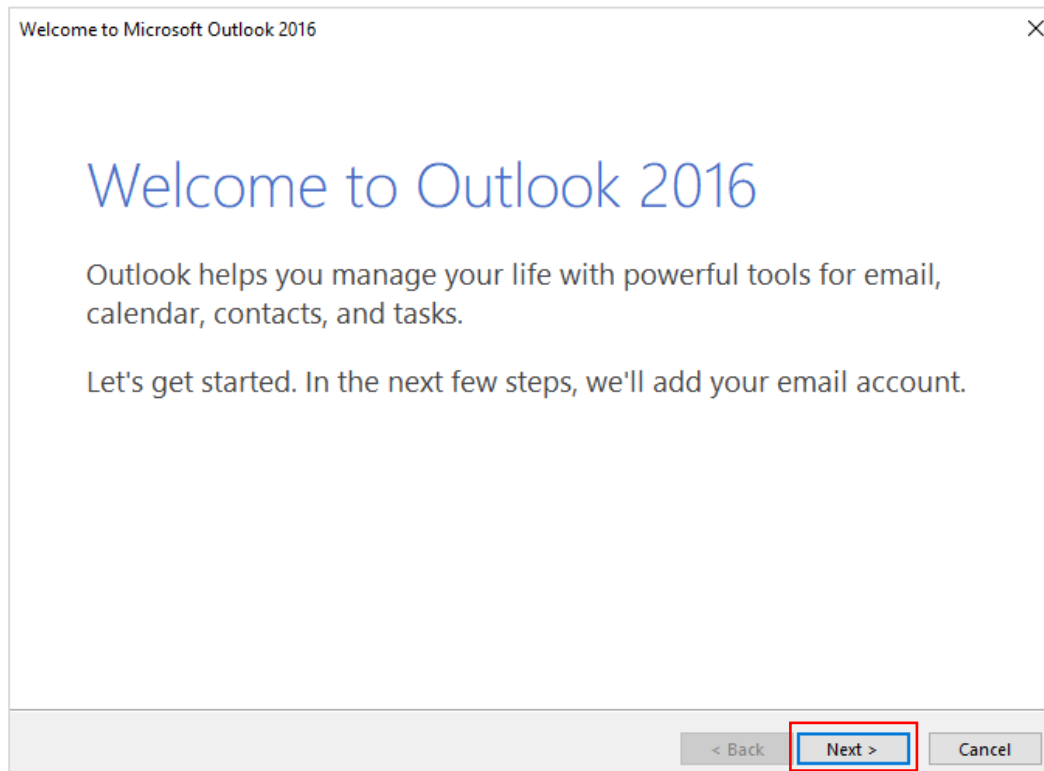 Welcome to Microsoft Outlook 2016
Welcome to Outlook 2016
Outlook helps you manage your life with powerful tools for email,
calendar, contacts, and tasks.
Let's get started. In the next few steps, we'll add your email account.
< Back Next > Cancel